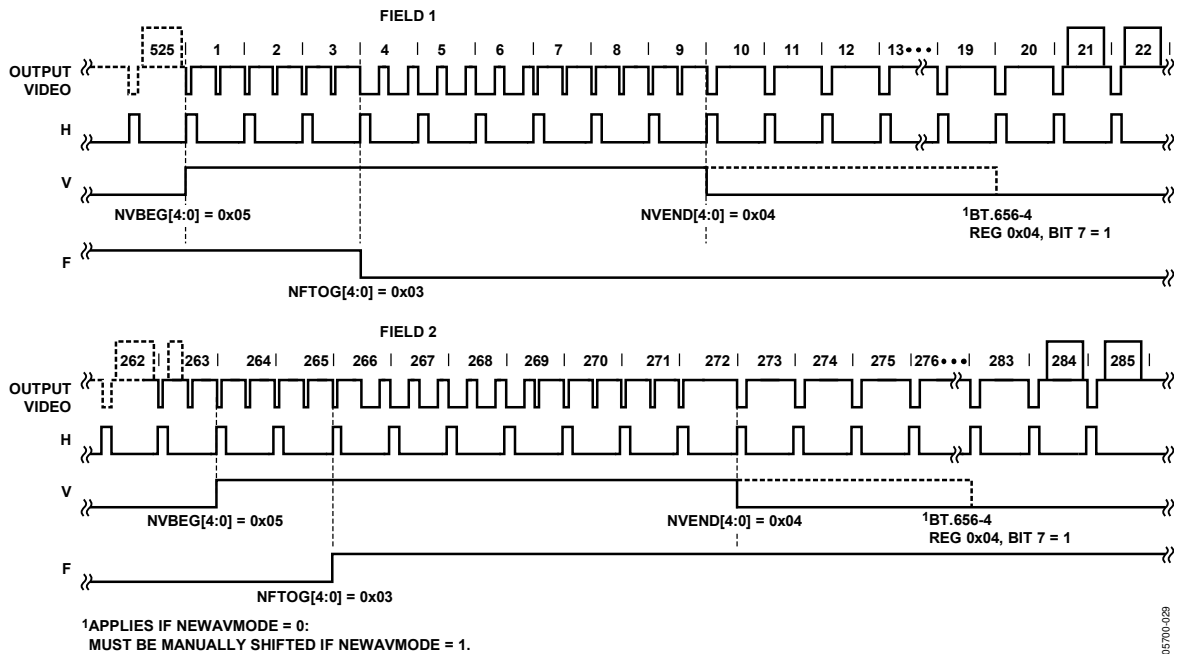 FIELD 1
525 1 2 3 4 5 6 7 8 9 10 11 12 13 ••• 19 20 21 22
OUTPUT
VIDEO
H
V
NVBEG[4:0] = 0x05 NVEND[4:0] = 0x04 1BT.656-4
REG 0x04, BIT 7 = 1
F
NFTOG[4:0] = 0x03
FIELD 2
262 263 264 265 266 267 268 269 270 271 272 273 274 275 276 ••• 283 284 285
OUTPUT
VIDEO
H
V
NVBEG[4:0] = 0x05 NVEND[4:0] = 0x04 1BT.656-4
REG 0x04, BIT 7 = 1
F
NFTOG[4:0] = 0x03
1APPLIES IF NEWAVMODE = 0:
MUST BE MANUALLY SHIFTED IF NEWAVMODE = 1.
05700-029